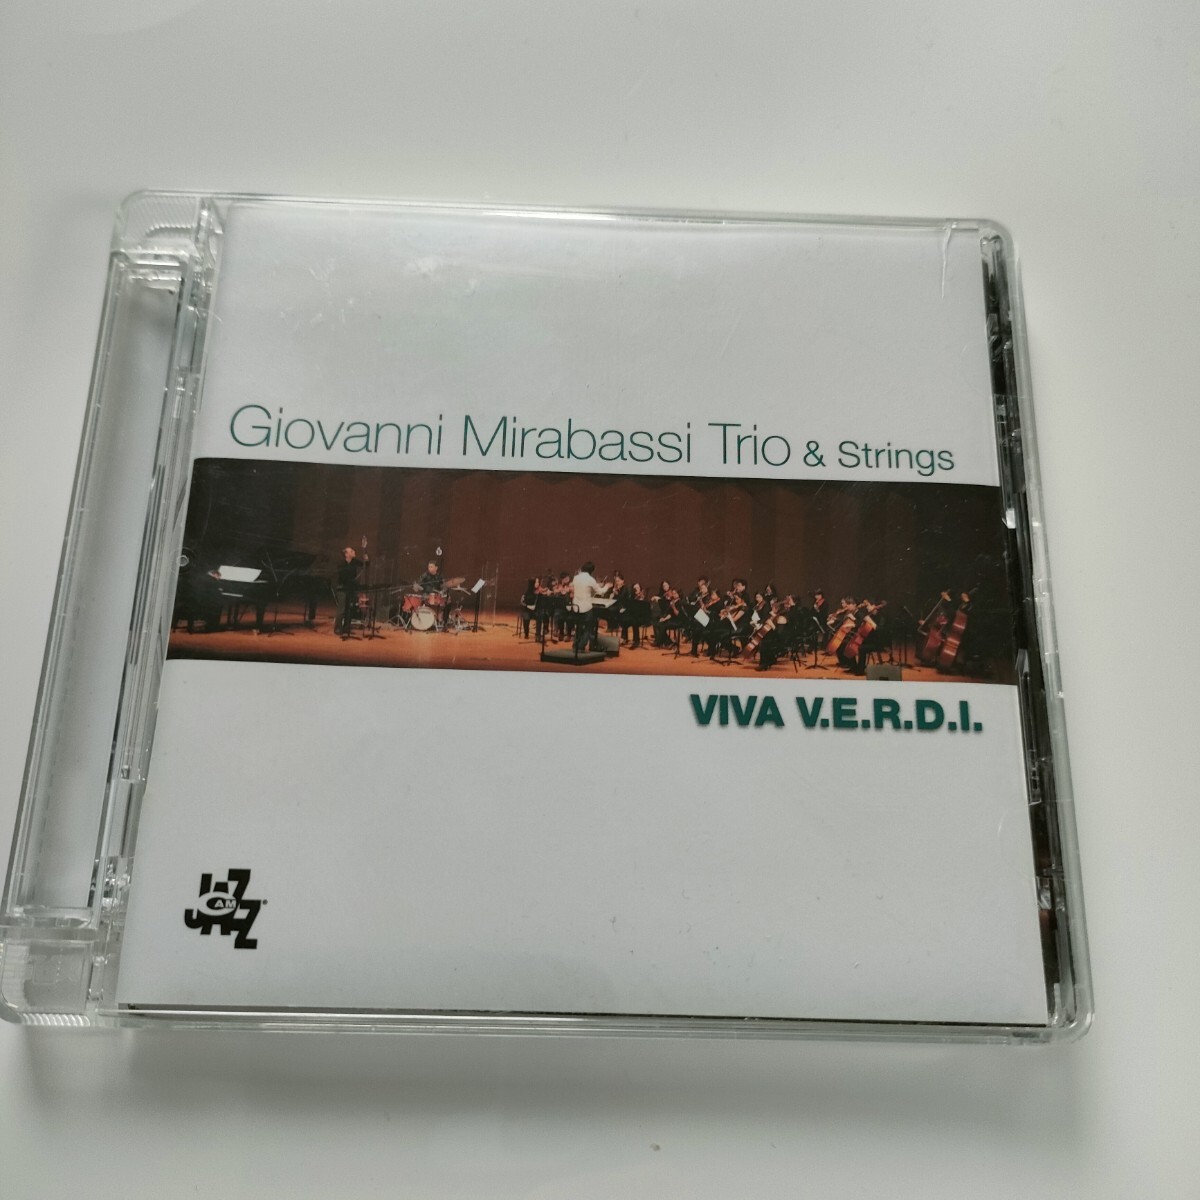 Giovanni Mirabassi Trio & Strings
VIVA V.E.R.D.I.
CAM
JAZZ